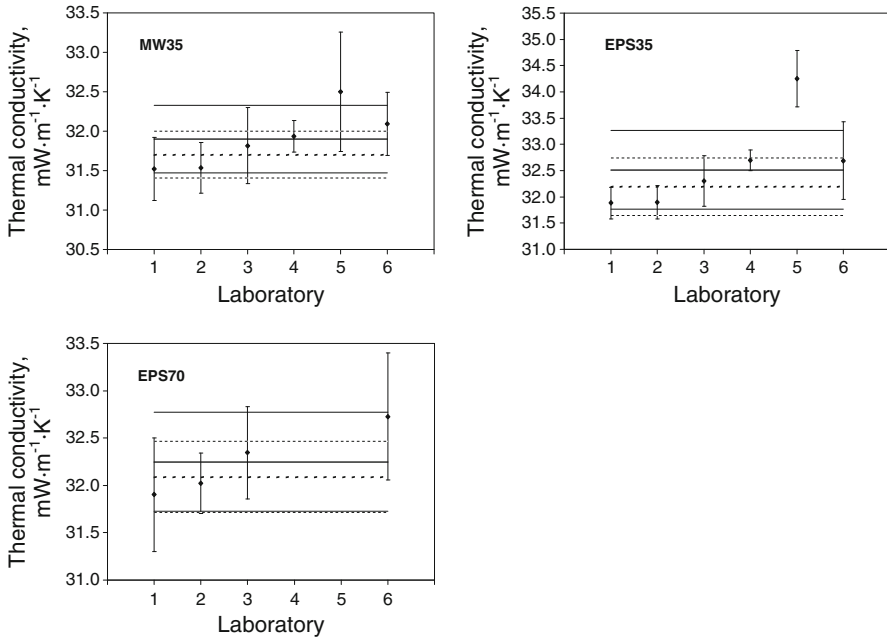 MW35
Thermal conductivity,
mW·m⁻¹·K⁻¹
33.5
33.0
32.5
32.0
31.5
31.0
30.5
1 2 3 4 5 6
Laboratory
EPS35
Thermal conductivity,
mW·m⁻¹·K⁻¹
35.5
35.0
34.5
34.0
33.5
33.0
32.5
32.0
31.5
31.0
1 2 3 4 5 6
Laboratory
EPS70
Thermal conductivity,
mW·m⁻¹·K⁻¹
33.5
33.0
32.5
32.0
31.5
31.0
1 2 3 4 5 6
Laboratory